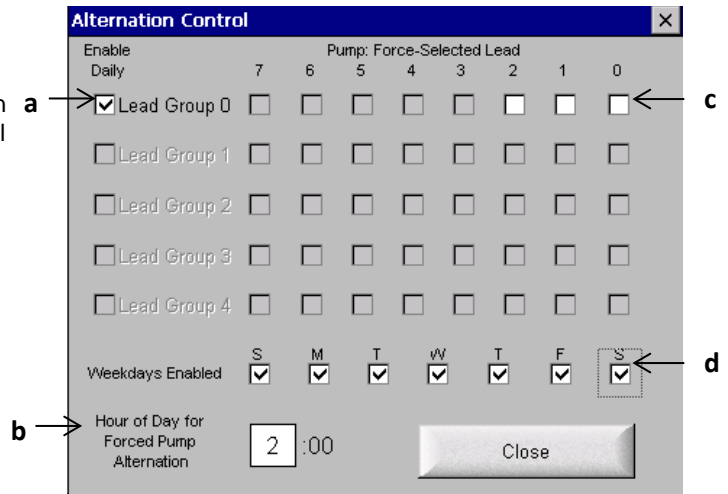 Alternation Control
Enable
Daily
Pump: Force-Selected Lead
7 6 5 4 3 2 1 0
a
Lead Group 0
c
Lead Group 1
Lead Group 2
Lead Group 3
Lead Group 4
S M T W T F S
Weekdays Enabled
d
b
Hour of Day for
Forced Pump
Alternation
2 :00
Close